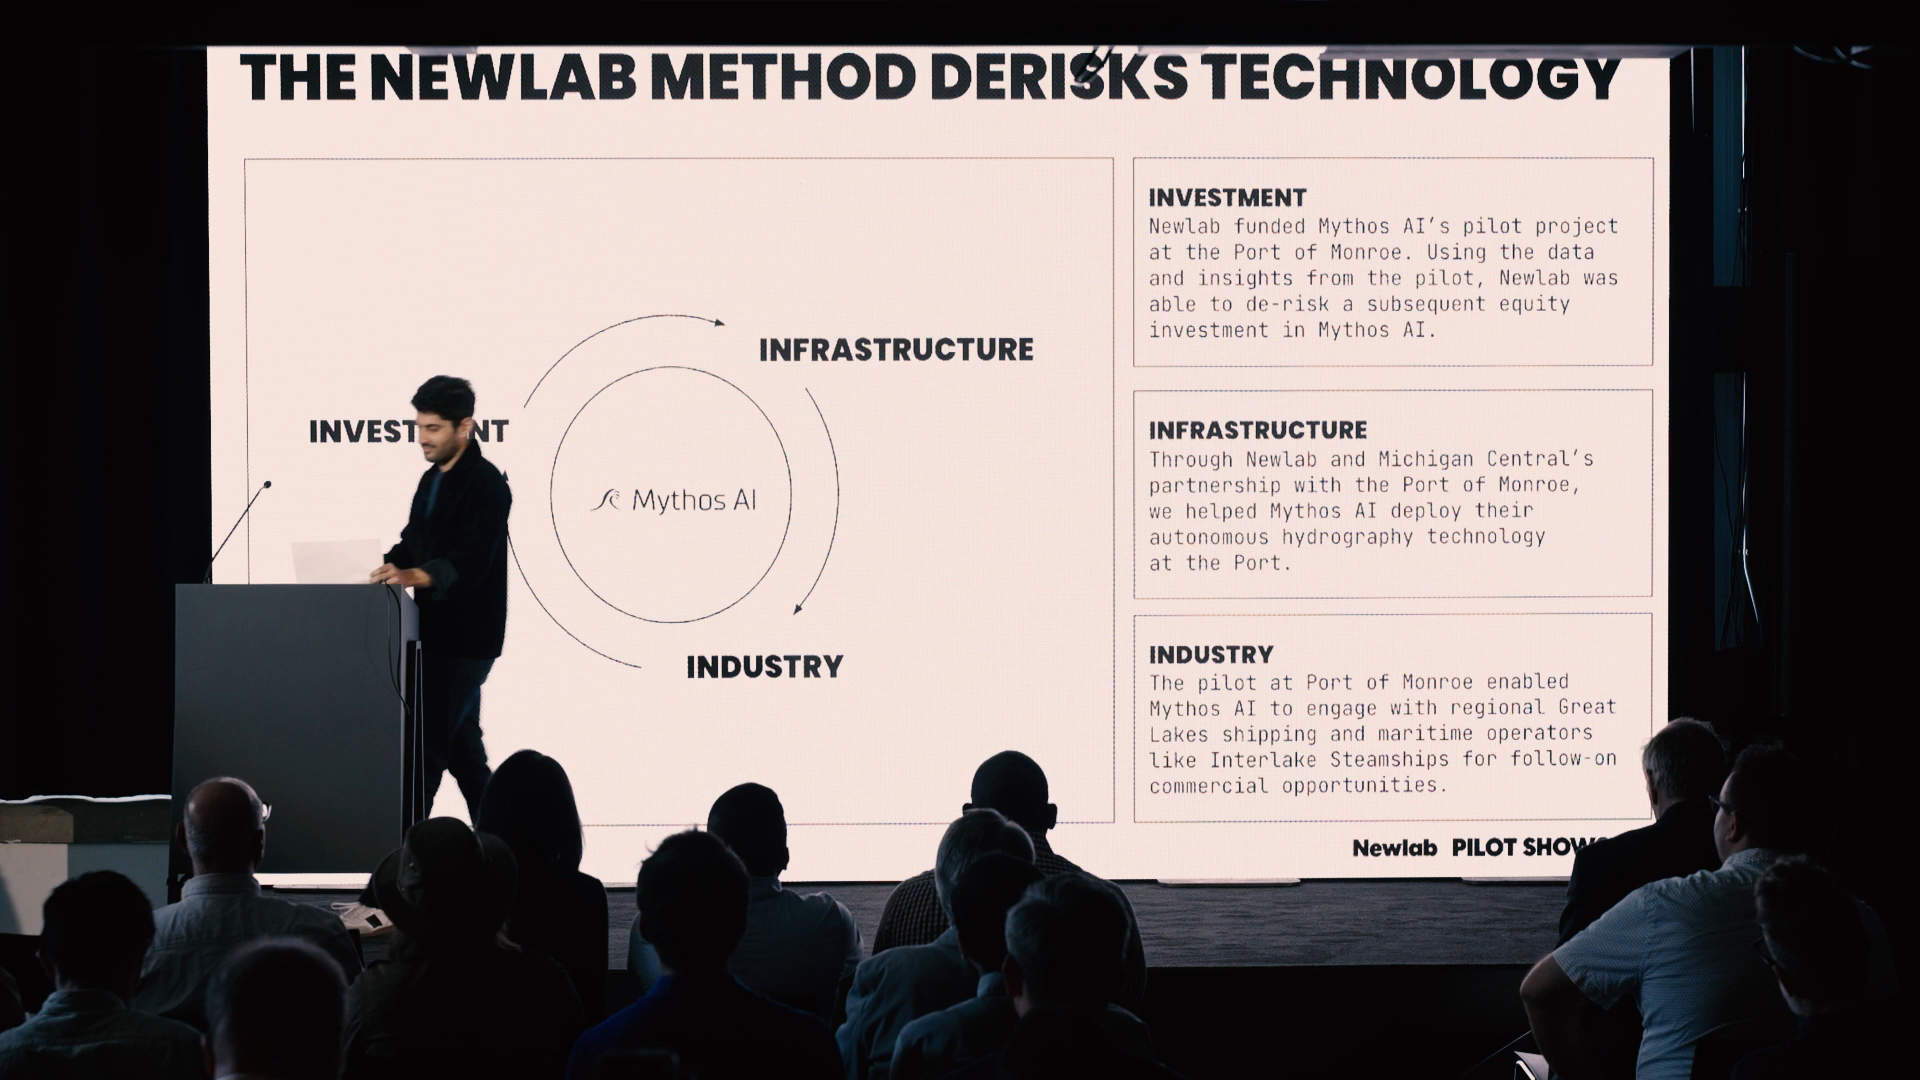 THE NEWLAB METHOD DERISKS TECHNOLOGY
INFRASTRUCTURE
Mythos AI
INDUSTRY
INVESTMENT
Newlab funded Mythos AI's pilot project
at the Port of Monroe. Using the data
and insights from the pilot, Newlab was
able to de-risk a subsequent equity
investment in Mythos AI.
INFRASTRUCTURE
Through Newlab and Michigan Central's
partnership with the Port of Monroe,
we helped Mythos AI deploy their
autonomous hydrography technology
at the Port.
INDUSTRY
The pilot at Port of Monroe enabled
Mythos AI to engage with regional Great
Lakes shipping and maritime operators
like Interlake Steamships for follow-on
commercial opportunities.
Newlab PILOT